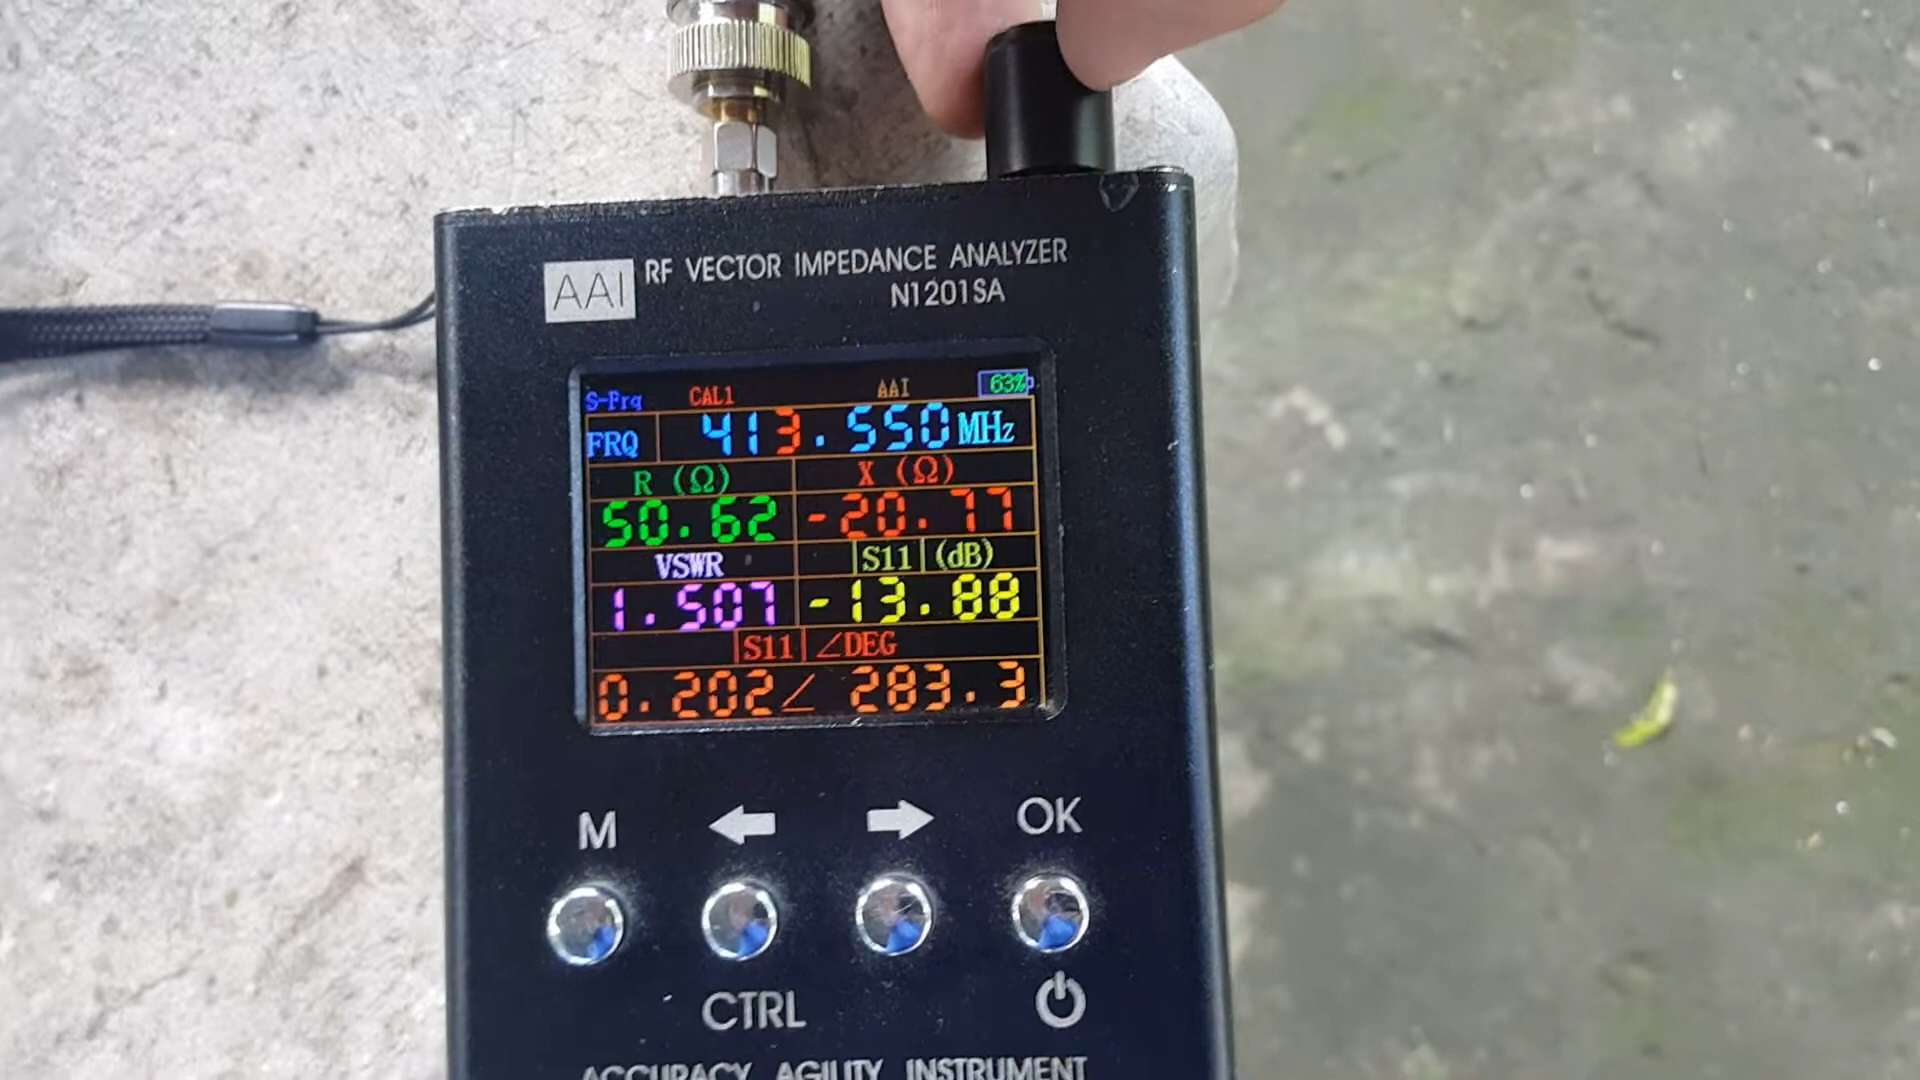 AAI RF VECTOR IMPEDANCE ANALYZER
N1201SA
S-Frq CAL1 AAI 63%
FRQ 413.550 MHz
R (Ω) X (Ω)
50.62 -20.77
VSWR |S11| (dB)
1.507 -13.88
|S11| ∠DEG
0.202∠ 283.3
M ← → OK
CTRL
ACCURACY AGILITY INSTRUMENT